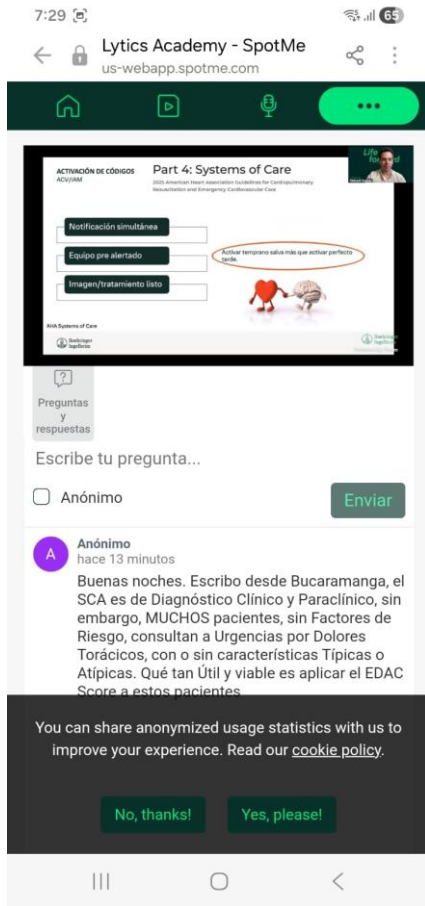 7:29
65
Lytics Academy - SpotMe
us-webapp.spotme.com
ACTIVACIÓN DE CÓDIGOS
ACV/IAM
Part 4: Systems of Care
2025 American Heart Association Guidelines for Cardiopulmonary
Resuscitation and Emergency Cardiovascular Care
Life
Notificación simultánea
Equipo pre alertado
Imagen/tratamiento listo
Activar temprano salva más que activar perfecto
tarde.
AHA Systems of Care
Boehringer
Ingelheim
Boehringer
Ingelheim
Preguntas
y
respuestas
Escribe tu pregunta...
Anónimo
Enviar
A
Anónimo
hace 13 minutos
Buenas noches. Escribo desde Bucaramanga, el
SCA es de Diagnóstico Clínico y Paraclínico, sin
embargo, MUCHOS pacientes, sin Factores de
Riesgo, consultan a Urgencias por Dolores
Torácicos, con o sin características Típicas o
Atípicas. Qué tan Útil y viable es aplicar el EDAC
Score a estos pacientes
You can share anonymized usage statistics with us to
improve your experience. Read our cookie policy.
No, thanks!
Yes, please!